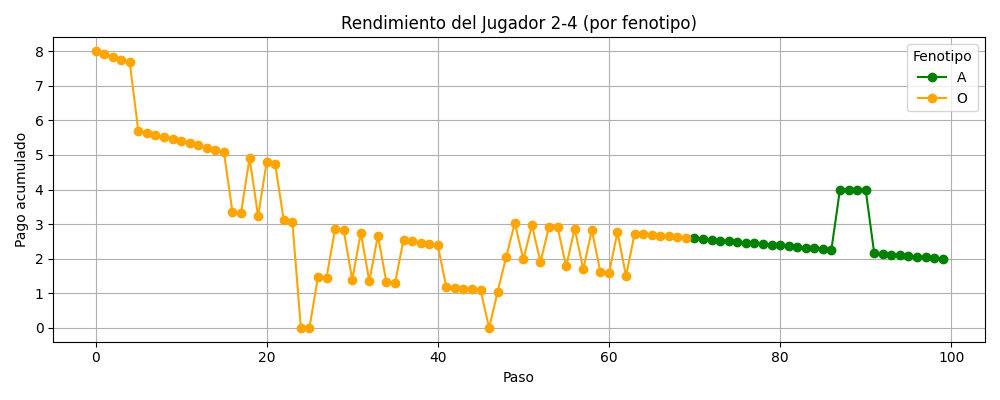 Rendimiento del Jugador 2-4 (por fenotipo)
Pago acumulado
8
7
6
5
4
3
2
1
0
Fenotipo
A
O
0 20 40 60 80 100
Paso